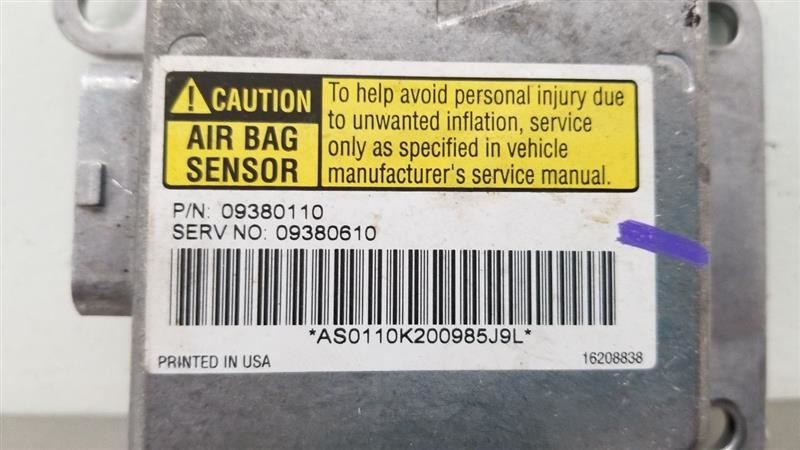 CAUTION
AIR BAG
SENSOR
To help avoid personal injury due
to unwanted inflation, service
only as specified in vehicle
manufacturer's service manual.
P/N: 09380110
SERV NO: 09380610
*AS0110K200985J9L*
PRINTED IN USA
16208838